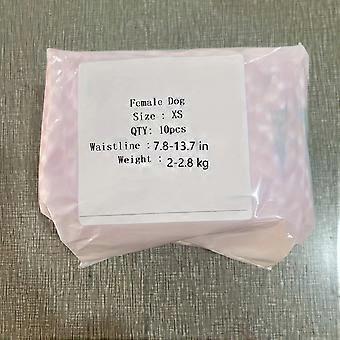 Female Dog
Size : XS
QTY: 10pcs
Waistline : 7.8-13.7 in
Weight : 2-2.8 kg